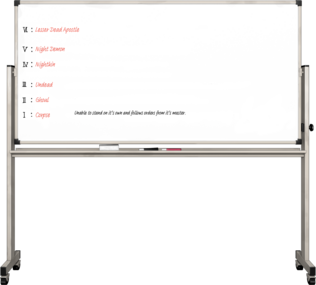 VI : Lesser Dead Apostle
V : Night Demon
IV : Nightkin
III : Undead
II : Ghoul
I : Corpse Unable to stand on it's own and follows orders from it's master